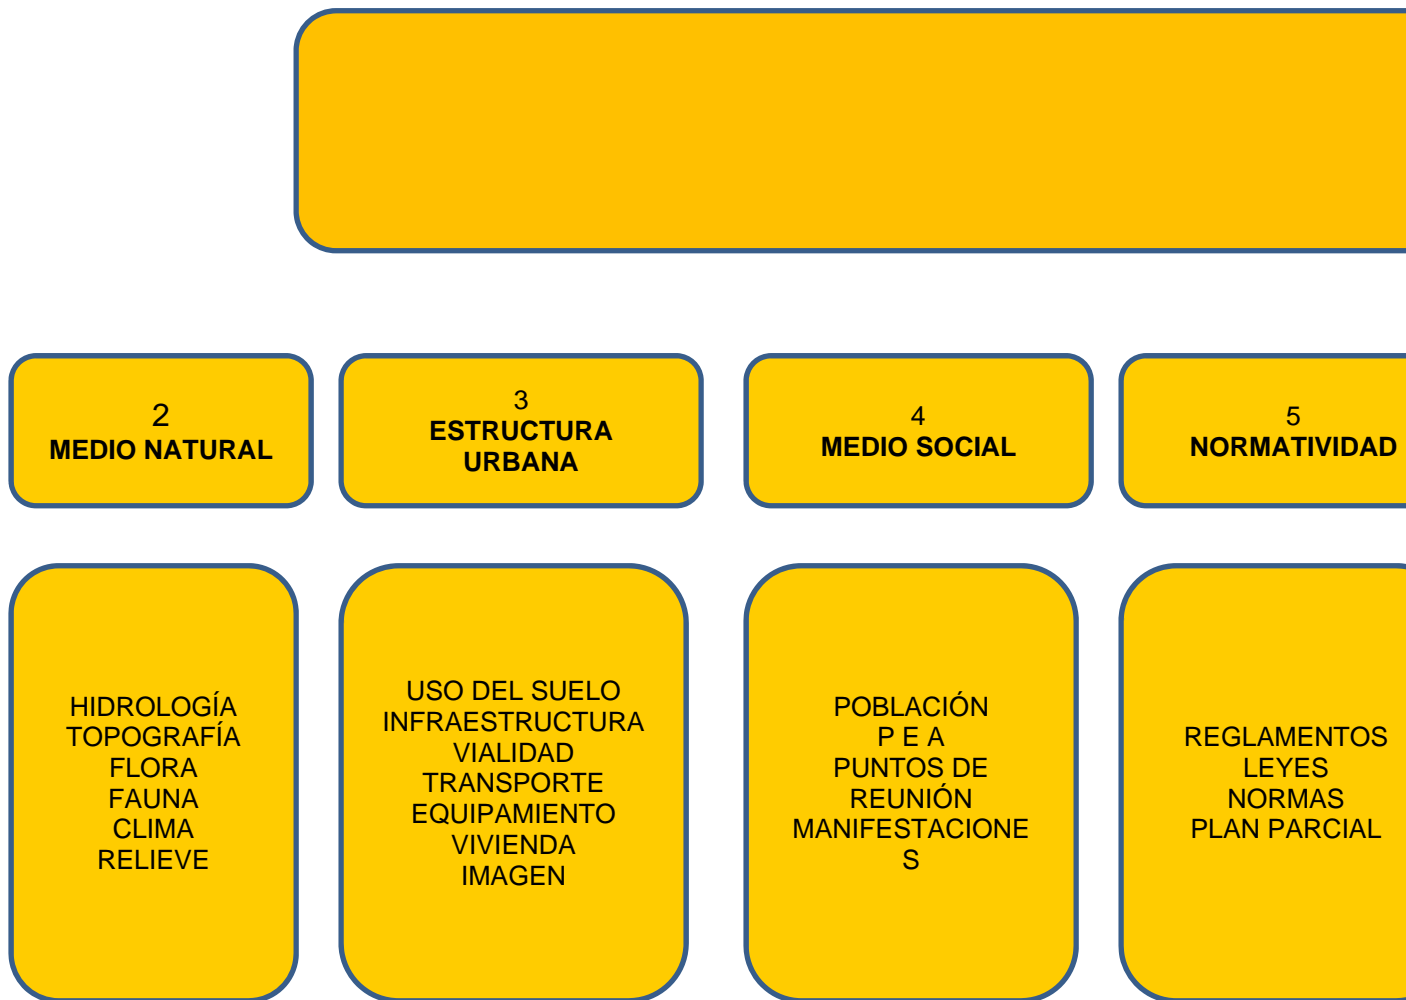 2
MEDIO NATURAL
3
ESTRUCTURA
URBANA
4
MEDIO SOCIAL
5
NORMATIVIDAD
HIDROLOGÍA
TOPOGRAFÍA
FLORA
FAUNA
CLIMA
RELIEVE
USO DEL SUELO
INFRAESTRUCTURA
VIALIDAD
TRANSPORTE
EQUIPAMIENTO
VIVIENDA
IMAGEN
POBLACIÓN
P E A
PUNTOS DE
REUNIÓN
MANIFESTACIONE
S
REGLAMENTOS
LEYES
NORMAS
PLAN PARCIAL